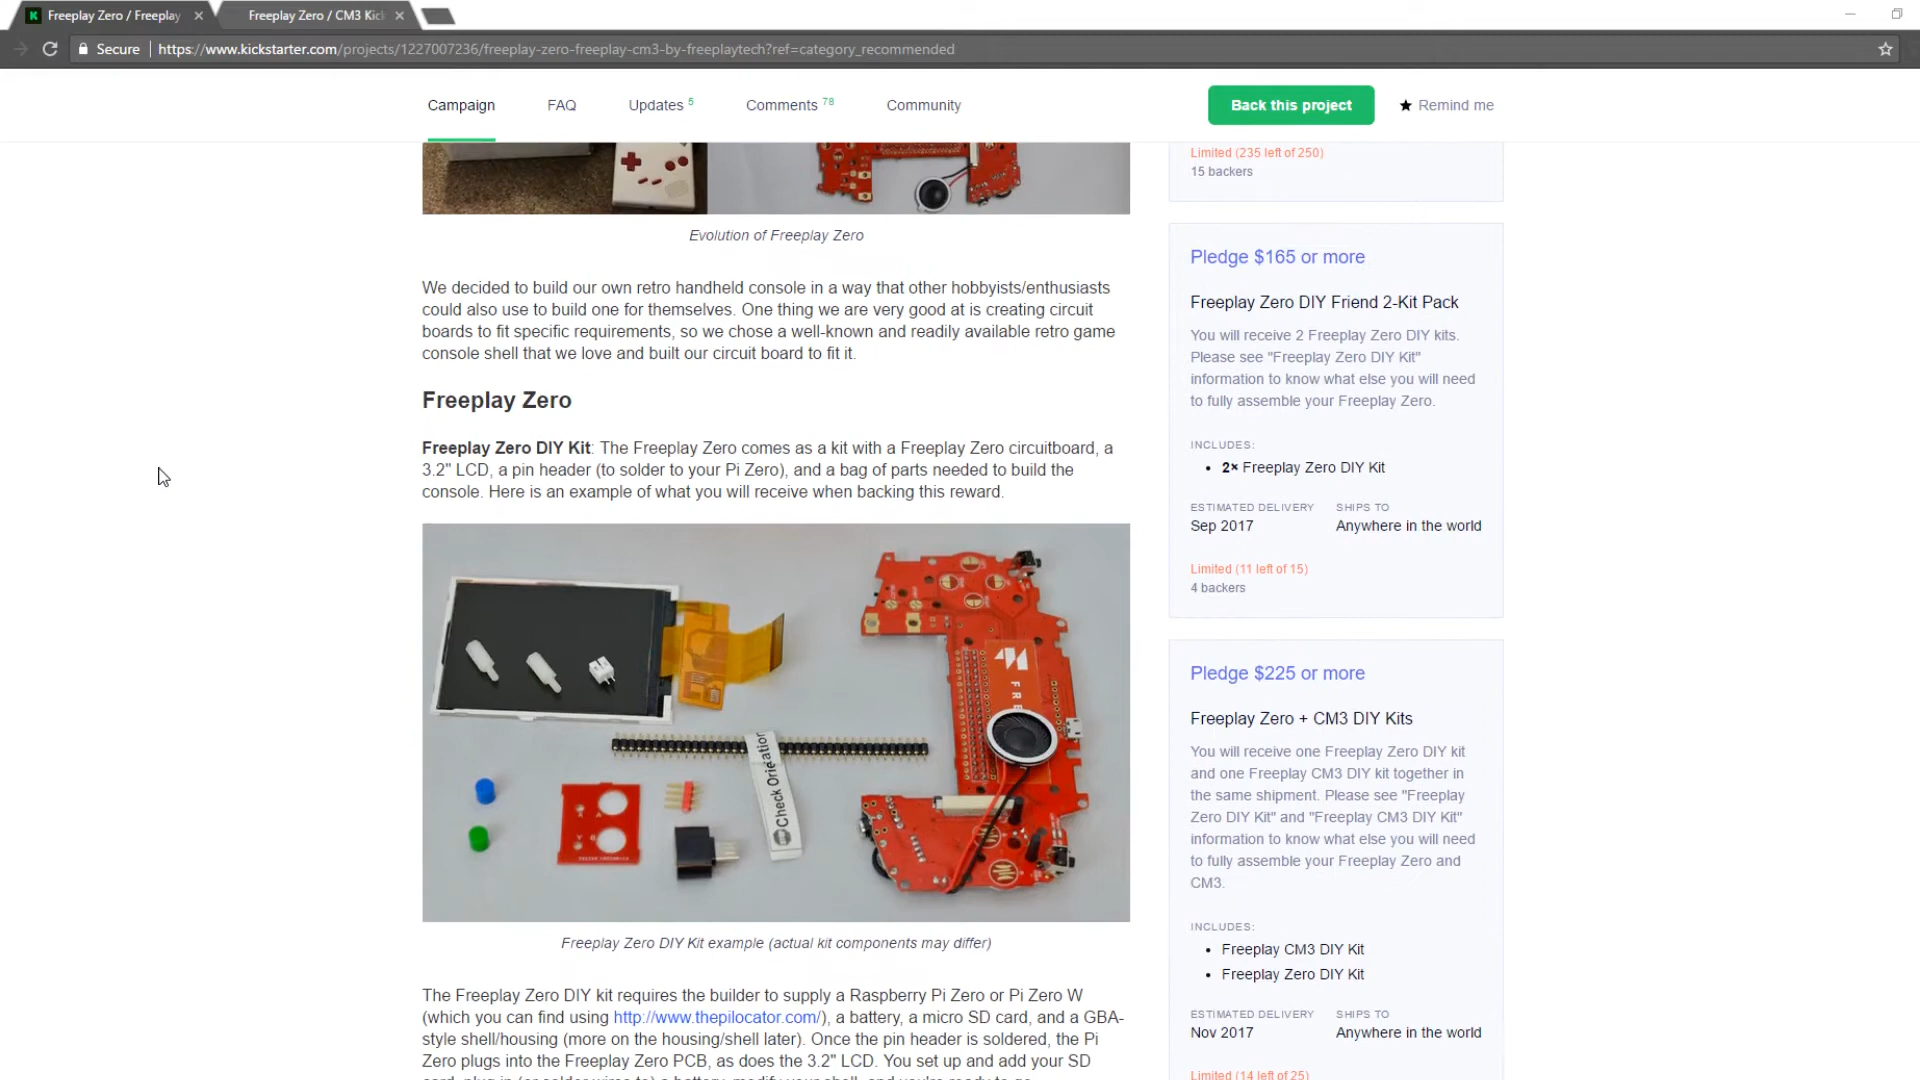 Freeplay Zero / Freeplay
Freeplay Zero / CM3 Kick
Secure
https://www.kickstarter.com/projects/1227007236/freeplay-zero-freeplay-cm3-by-freeplaytech?ref=category_recommended
Campaign
FAQ
Updates 5
Comments 78
Community
Back this project
Remind me
Evolution of Freeplay Zero
We decided to build our own retro handheld console in a way that other hobbyists/enthusiasts
could also use to build one for themselves. One thing we are very good at is creating circuit
boards to fit specific requirements, so we chose a well-known and readily available retro game
console shell that we love and built our circuit board to fit it.
Freeplay Zero
Freeplay Zero DIY Kit: The Freeplay Zero comes as a kit with a Freeplay Zero circuitboard, a
3.2" LCD, a pin header (to solder to your Pi Zero), and a bag of parts needed to build the
console. Here is an example of what you will receive when backing this reward.
FRE
Check Orientation
Freeplay Zero DIY Kit example (actual kit components may differ)
The Freeplay Zero DIY kit requires the builder to supply a Raspberry Pi Zero or Pi Zero W
(which you can find using http://www.thepilocator.com/), a battery, a micro SD card, and a GBA-
style shell/housing (more on the housing/shell later). Once the pin header is soldered, the Pi
Zero plugs into the Freeplay Zero PCB, as does the 3.2" LCD. You set up and add your SD
Limited (235 left of 250)
15 backers
Pledge $165 or more
Freeplay Zero DIY Friend 2-Kit Pack
You will receive 2 Freeplay Zero DIY kits.
Please see "Freeplay Zero DIY Kit"
information to know what else you will need
to fully assemble your Freeplay Zero.
INCLUDES:
• 2× Freeplay Zero DIY Kit
ESTIMATED DELIVERY
Sep 2017
SHIPS TO
Anywhere in the world
Limited (11 left of 15)
4 backers
Pledge $225 or more
Freeplay Zero + CM3 DIY Kits
You will receive one Freeplay Zero DIY kit
and one Freeplay CM3 DIY kit together in
the same shipment. Please see "Freeplay
Zero DIY Kit" and "Freeplay CM3 DIY Kit"
information to know what else you will need
to fully assemble your Freeplay Zero and
CM3.
INCLUDES:
• Freeplay CM3 DIY Kit
• Freeplay Zero DIY Kit
ESTIMATED DELIVERY
Nov 2017
SHIPS TO
Anywhere in the world
Limited (14 left of 25)